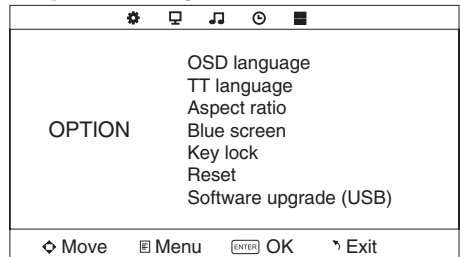 OSD language
TT language
Aspect ratio
OPTION
Blue screen
Key lock
Reset
Software upgrade (USB)
Move Menu ENTER OK Exit